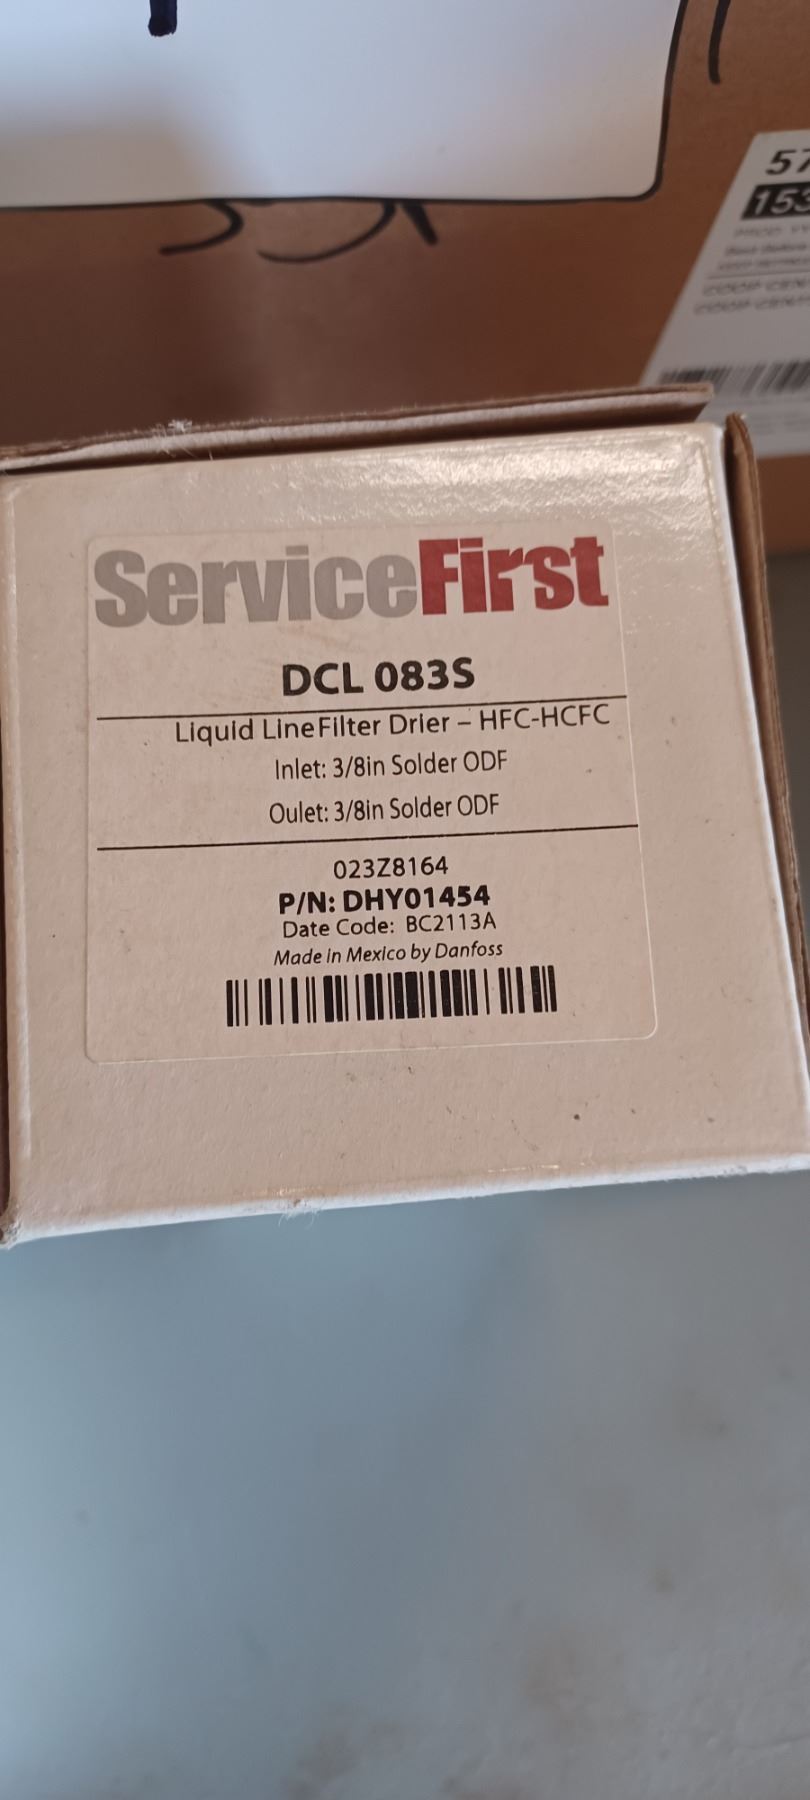 57
153
ServiceFirst
DCL 083S
Liquid Line Filter Drier – HFC-HCFC
Inlet: 3/8in Solder ODF
Oulet: 3/8in Solder ODF
023Z8164
P/N: DHY01454
Date Code: BC2113A
Made in Mexico by Danfoss